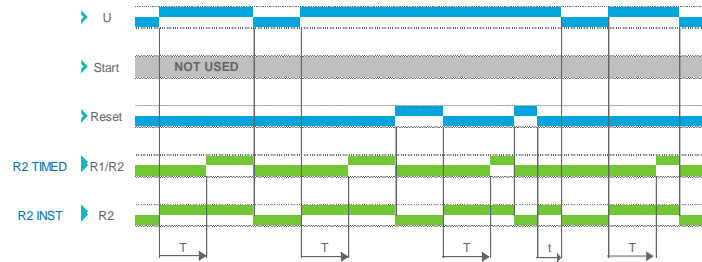 U
Start NOT USED
Reset
R2 TIMED R1/R2
R2 INST R2
T T T t T